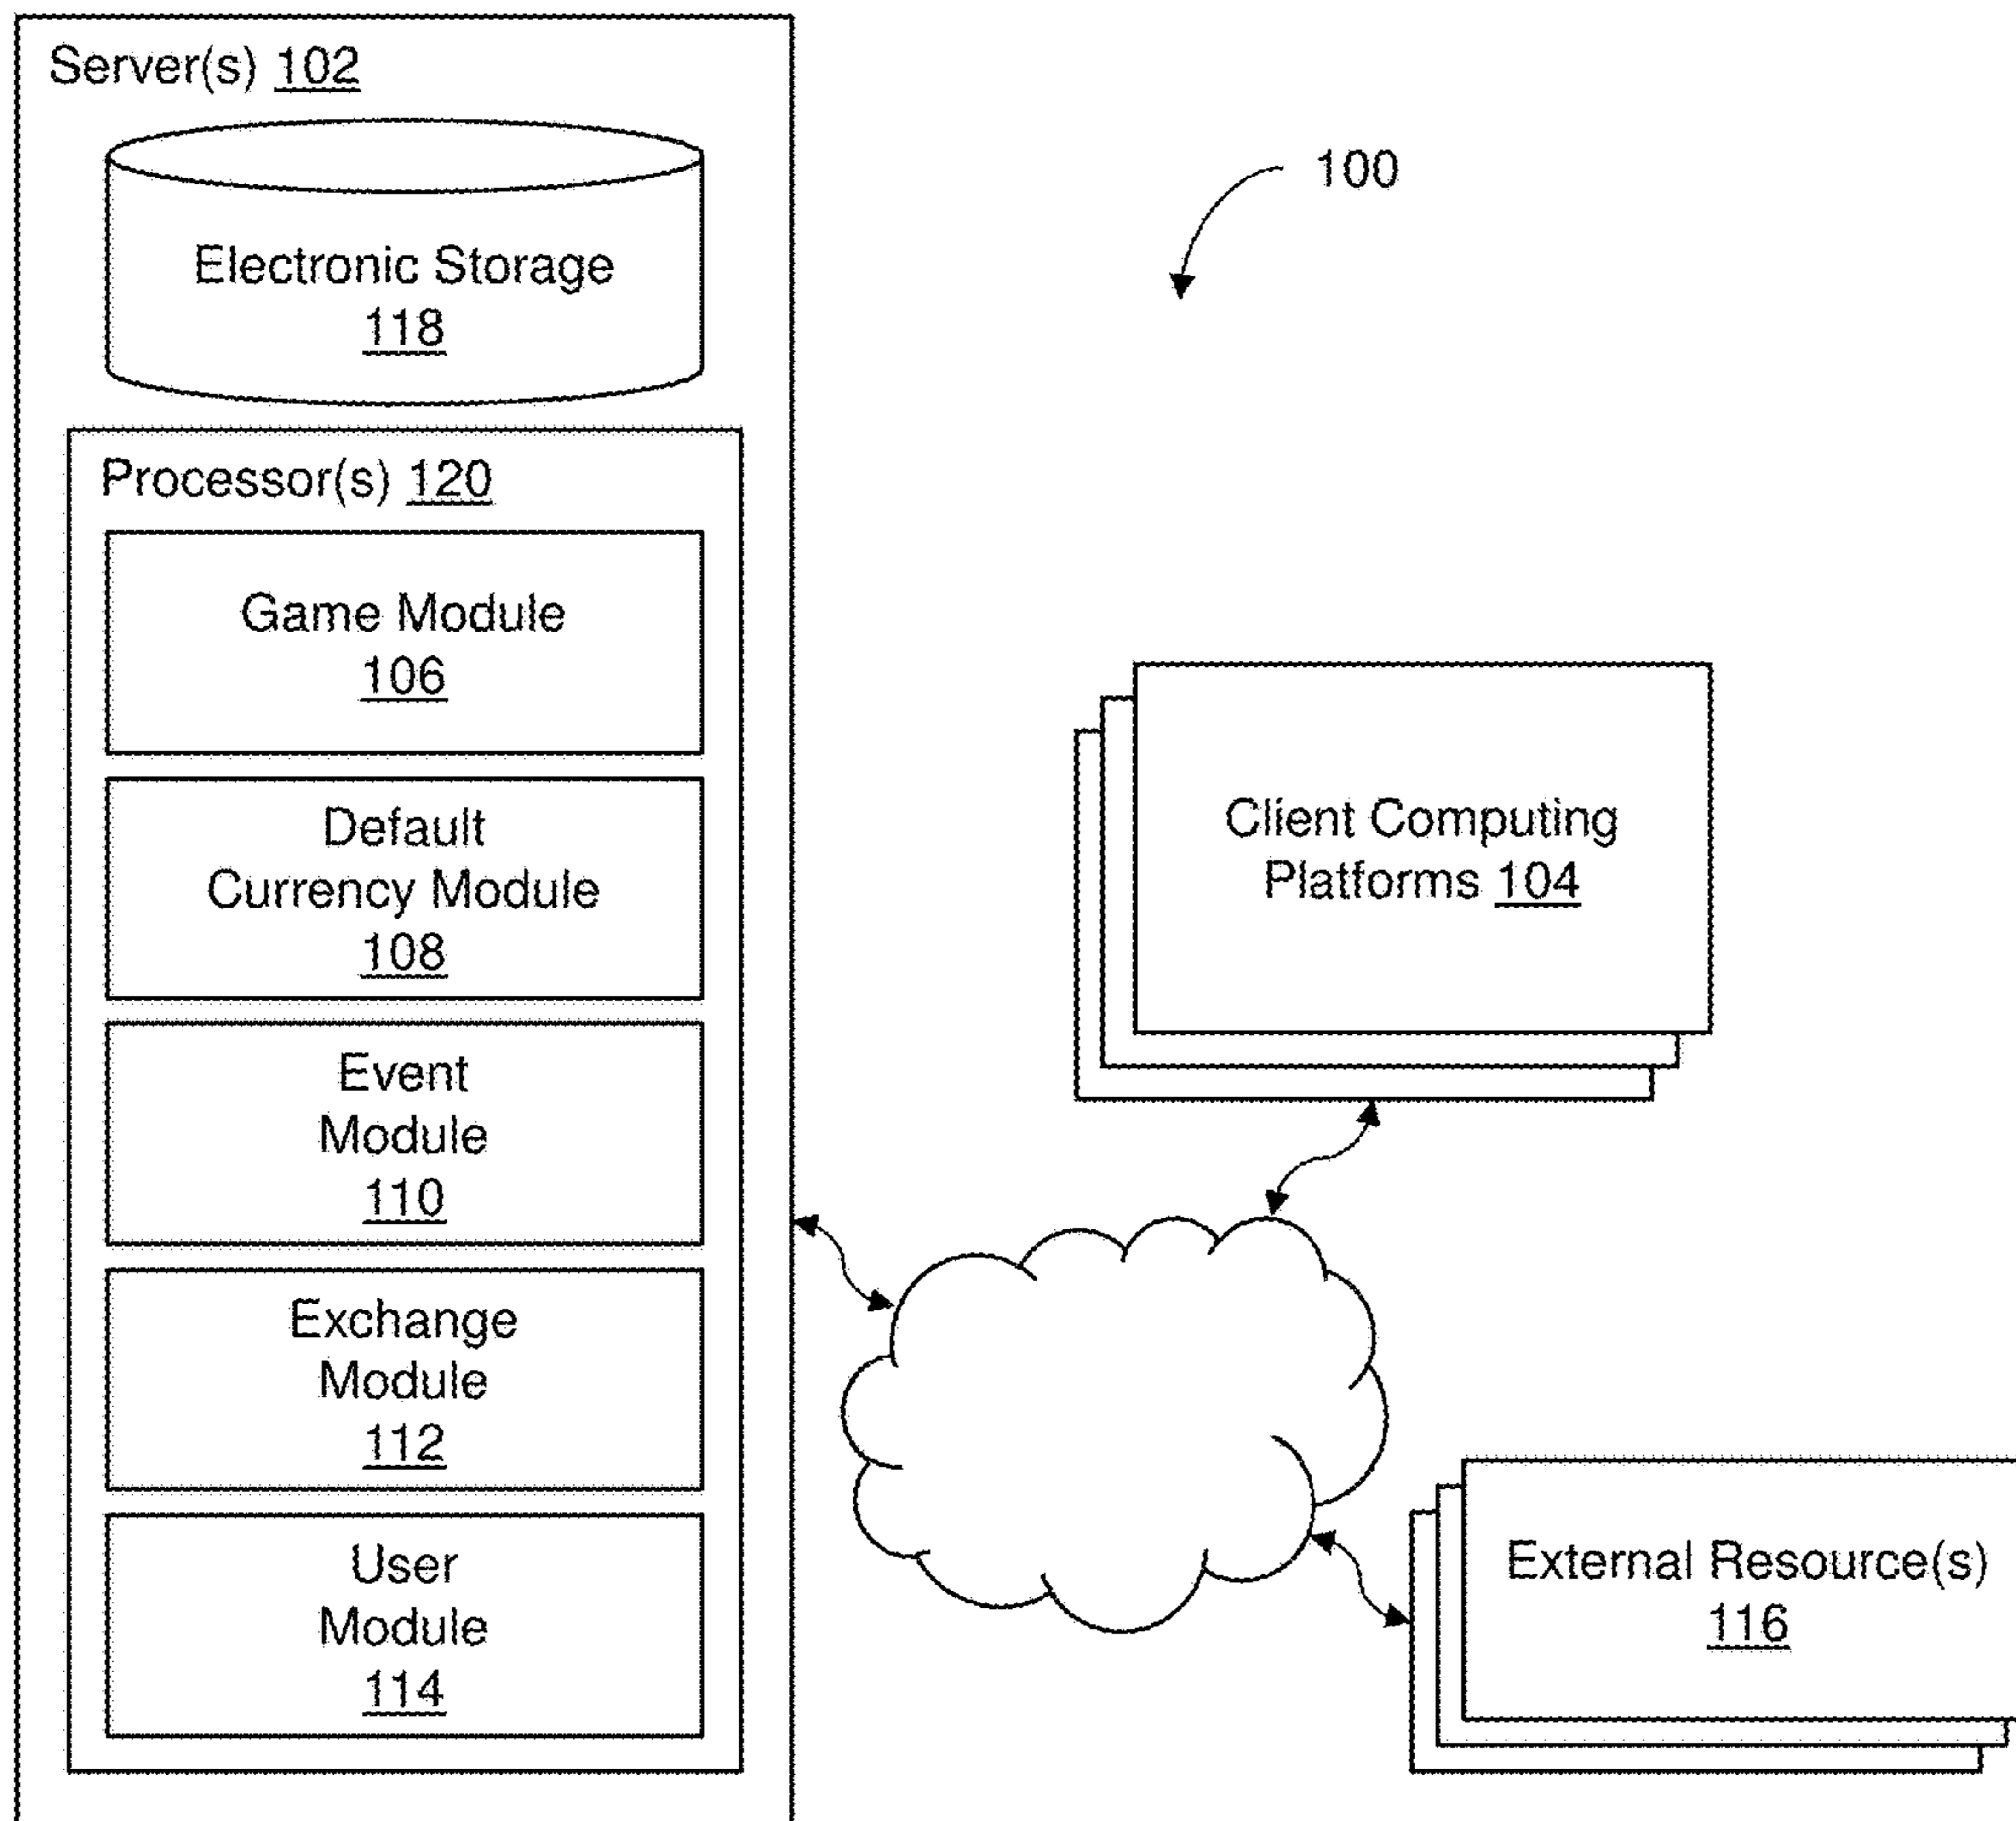 Server(s) 102
Electronic Storage
118
100
Processor(s) 120
Game Module
106
Default
Currency Module
108
Event
Module
110
Exchange
Module
112
User
Module
114
Client Computing
Platforms 104
External Resource(s)
116